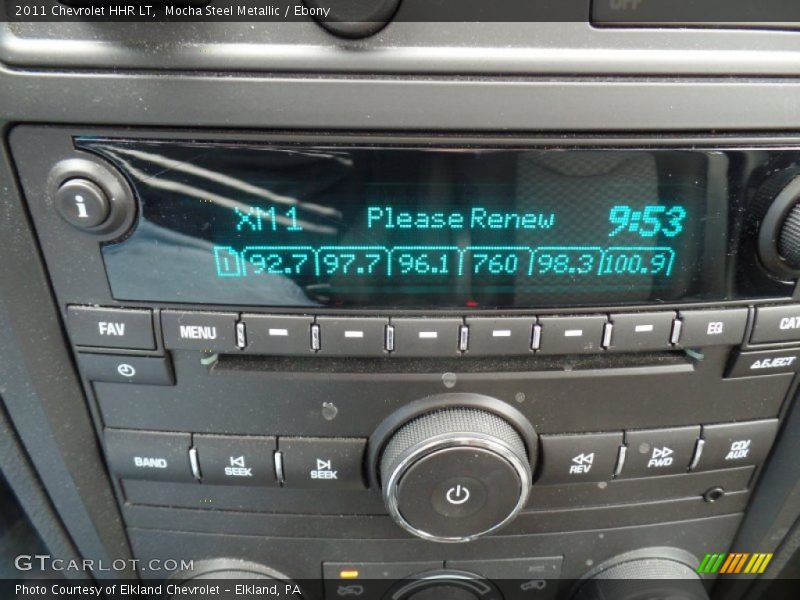 2011 Chevrolet HHR LT, Mocha Steel Metallic / Ebony
OFF
i
XM1 Please Renew 9:53
1 92.7 97.7 96.1 760 98.3 100.9
FAV MENU EQ CAT
EJECT
BAND SEEK SEEK REV FWD CD/AUX
GTCARLOT.COM
Photo Courtesy of Elkland Chevrolet - Elkland, PA